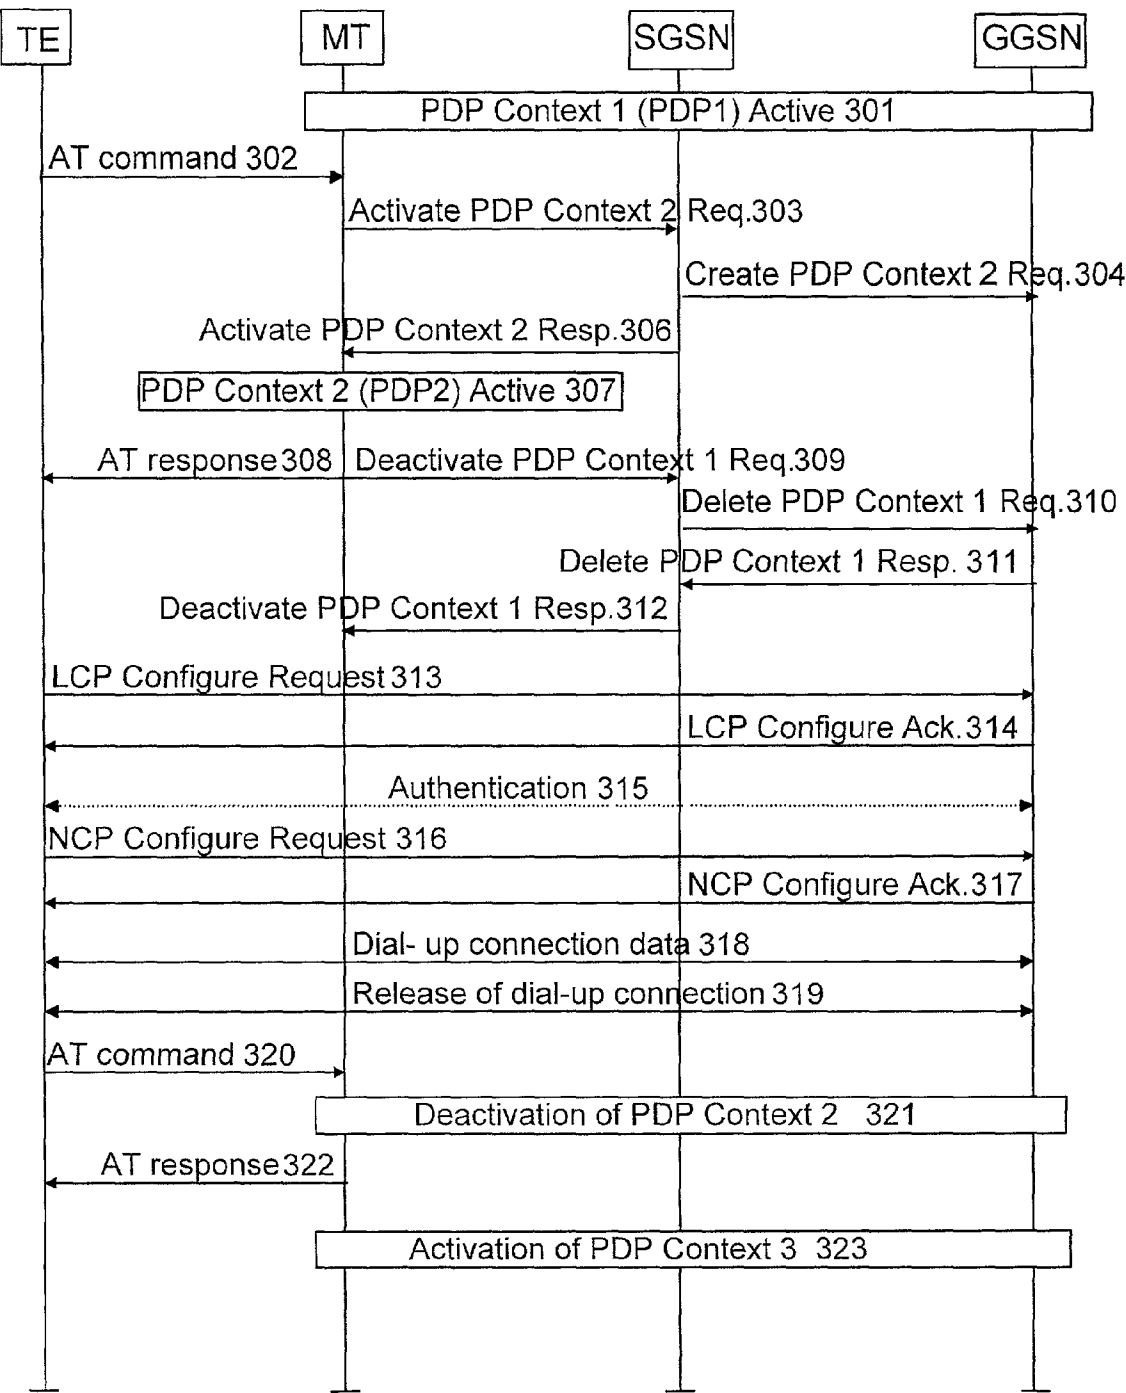 TE MT SGSN GGSN
PDP Context 1 (PDP1) Active 301
AT command 302
Activate PDP Context 2 Req.303
Create PDP Context 2 Req.304
Activate PDP Context 2 Resp.306
PDP Context 2 (PDP2) Active 307
AT response 308 Deactivate PDP Context 1 Req.309
Delete PDP Context 1 Req.310
Delete PDP Context 1 Resp. 311
Deactivate PDP Context 1 Resp.312
LCP Configure Request 313
LCP Configure Ack.314
Authentication 315
NCP Configure Request 316
NCP Configure Ack.317
Dial- up connection data 318
Release of dial-up connection 319
AT command 320
Deactivation of PDP Context 2 321
AT response 322
Activation of PDP Context 3 323